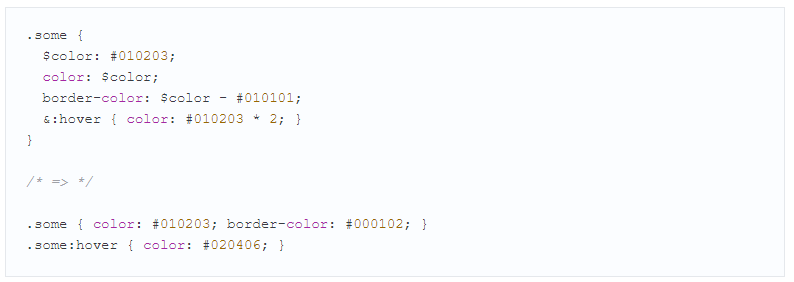 .some {
  $color: #010203;
  color: $color;
  border-color: $color - #010101;
  &:hover { color: #010203 * 2; }
}
/* => */
.some { color: #010203; border-color: #000102; }
.some:hover { color: #020406; }